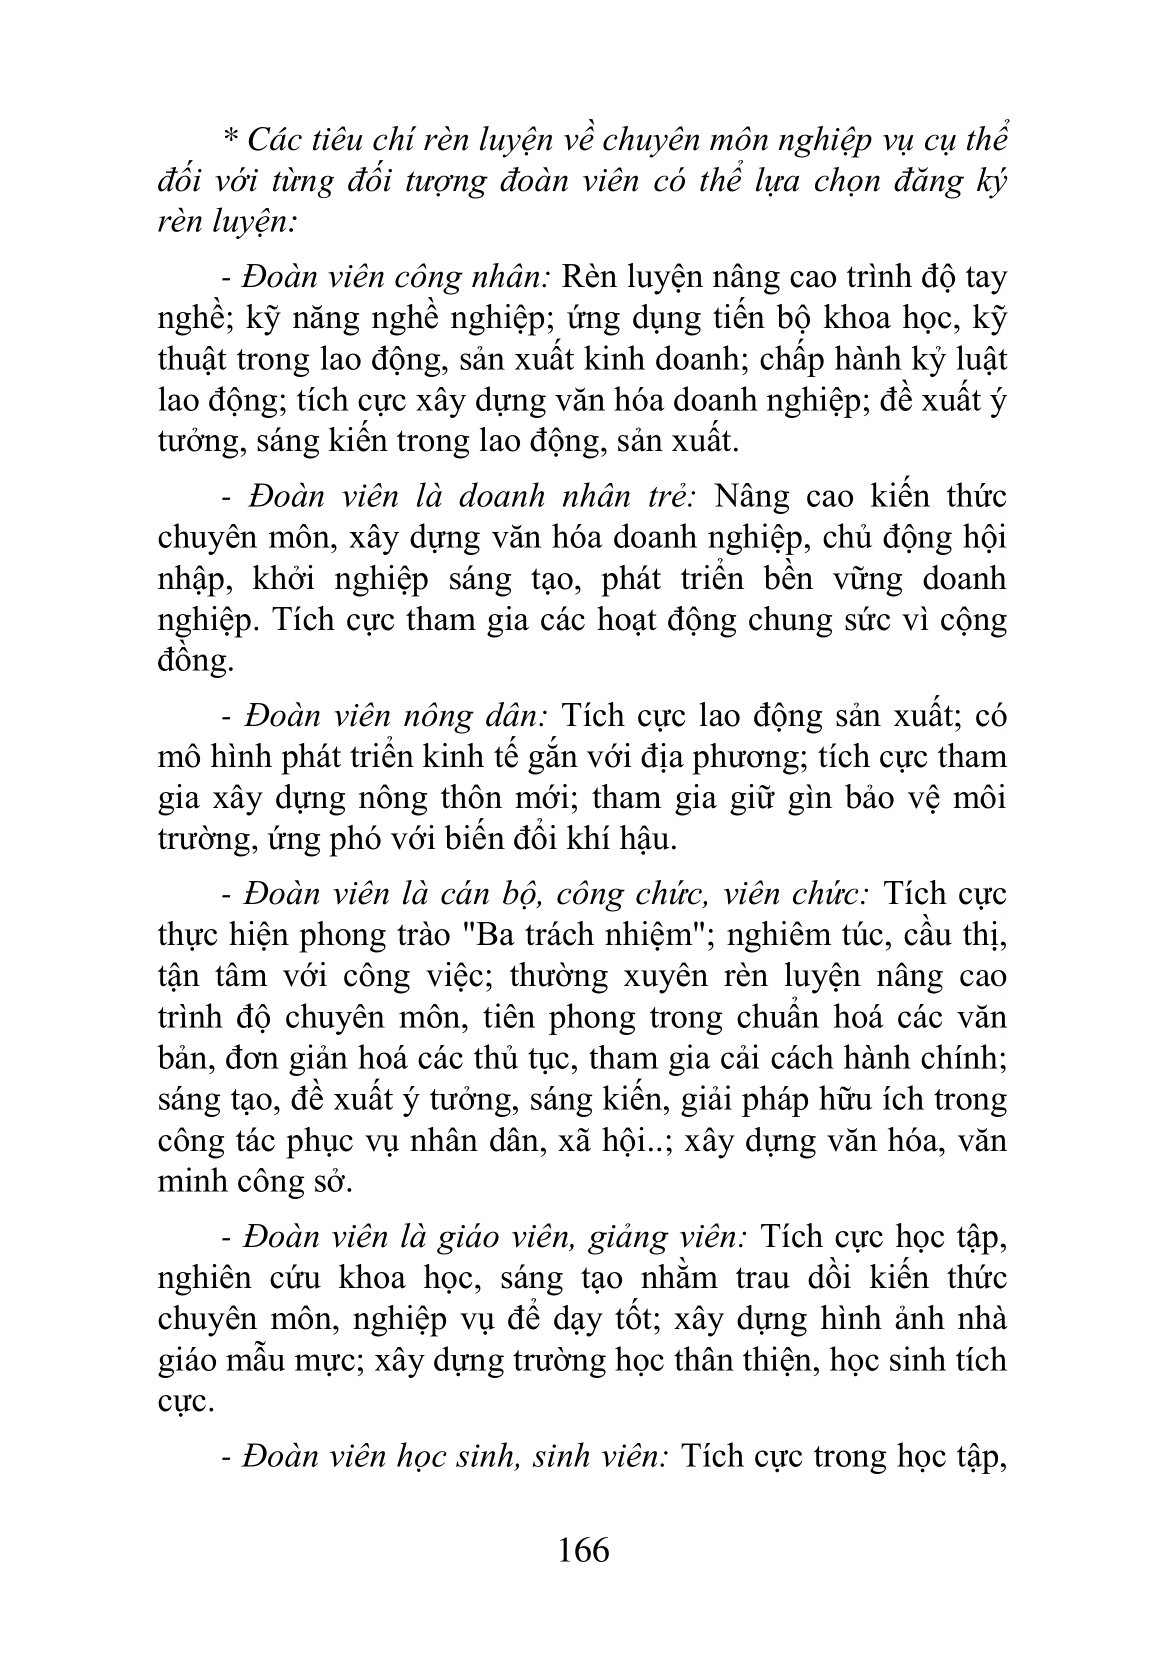 * Các tiêu chí rèn luyện về chuyên môn nghiệp vụ cụ thể
đối với từng đối tượng đoàn viên có thể lựa chọn đăng ký
rèn luyện:
- Đoàn viên công nhân: Rèn luyện nâng cao trình độ tay
nghề; kỹ năng nghề nghiệp; ứng dụng tiến bộ khoa học, kỹ
thuật trong lao động, sản xuất kinh doanh; chấp hành kỷ luật
lao động; tích cực xây dựng văn hóa doanh nghiệp; đề xuất ý
tưởng, sáng kiến trong lao động, sản xuất.
- Đoàn viên là doanh nhân trẻ: Nâng cao kiến thức
chuyên môn, xây dựng văn hóa doanh nghiệp, chủ động hội
nhập, khởi nghiệp sáng tạo, phát triển bền vững doanh
nghiệp. Tích cực tham gia các hoạt động chung sức vì cộng
đồng.
- Đoàn viên nông dân: Tích cực lao động sản xuất; có
mô hình phát triển kinh tế gắn với địa phương; tích cực tham
gia xây dựng nông thôn mới; tham gia giữ gìn bảo vệ môi
trường, ứng phó với biến đổi khí hậu.
- Đoàn viên là cán bộ, công chức, viên chức: Tích cực
thực hiện phong trào "Ba trách nhiệm"; nghiêm túc, cầu thị,
tận tâm với công việc; thường xuyên rèn luyện nâng cao
trình độ chuyên môn, tiên phong trong chuẩn hoá các văn
bản, đơn giản hoá các thủ tục, tham gia cải cách hành chính;
sáng tạo, đề xuất ý tưởng, sáng kiến, giải pháp hữu ích trong
công tác phục vụ nhân dân, xã hội..; xây dựng văn hóa, văn
minh công sở.
- Đoàn viên là giáo viên, giảng viên: Tích cực học tập,
nghiên cứu khoa học, sáng tạo nhằm trau dồi kiến thức
chuyên môn, nghiệp vụ để dạy tốt; xây dựng hình ảnh nhà
giáo mẫu mực; xây dựng trường học thân thiện, học sinh tích
cực.
- Đoàn viên học sinh, sinh viên: Tích cực trong học tập,
166